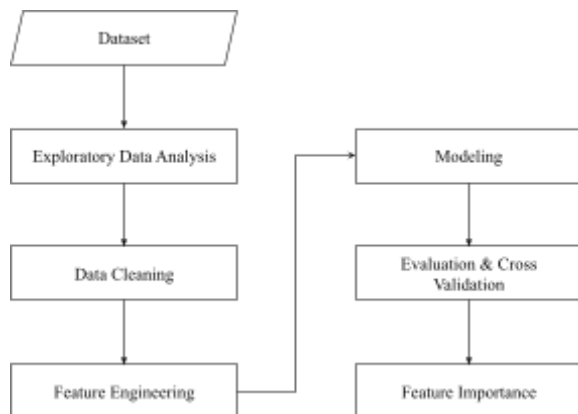 Dataset
Exploratory Data Analysis
Data Cleaning
Feature Engineering
Modeling
Evaluation & Cross
Validation
Feature Importance